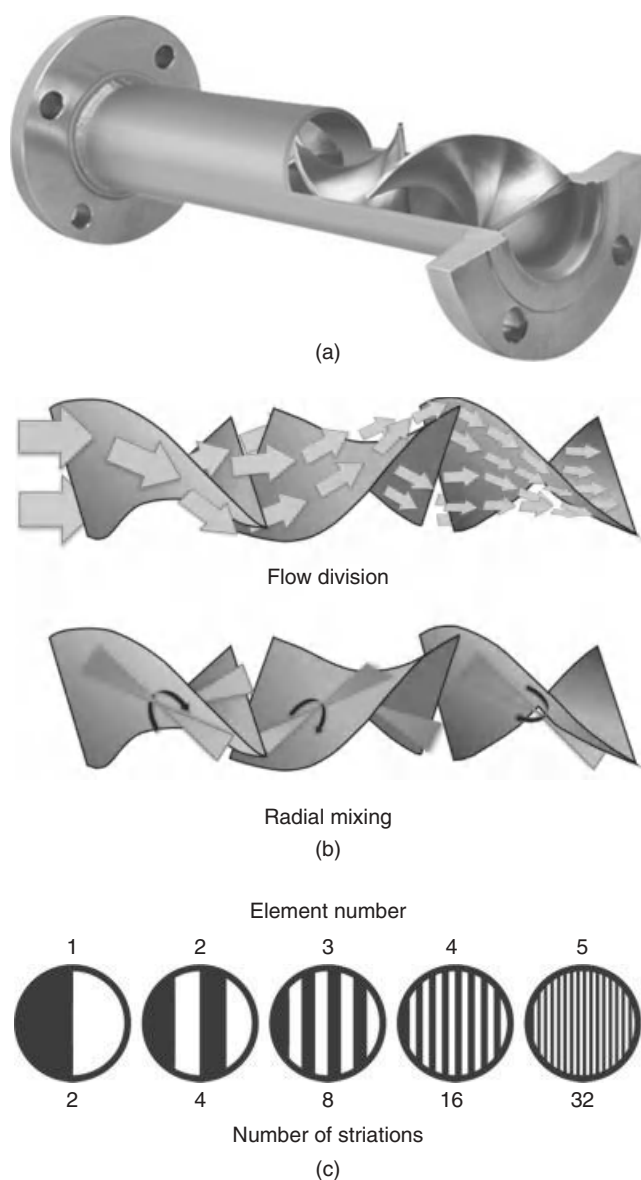 (a)
Flow division
Radial mixing
(b)
Element number
1 2 3 4 5
2 4 8 16 32
Number of striations
(c)